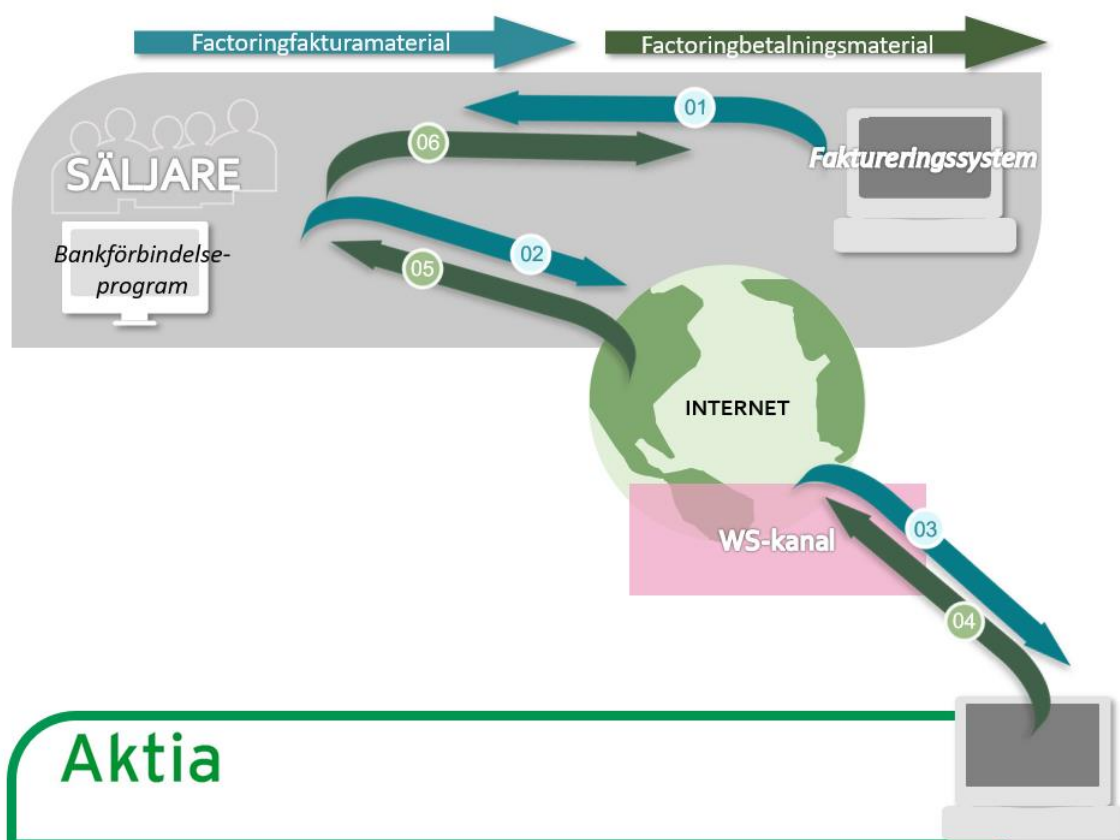 Factoringfakturamaterial
Factoringbetalningsmaterial
01
06
SÄLJARE
Faktureringssystem
Bankförbindelse-
program
02
05
INTERNET
WS-kanal
03
04
Aktia